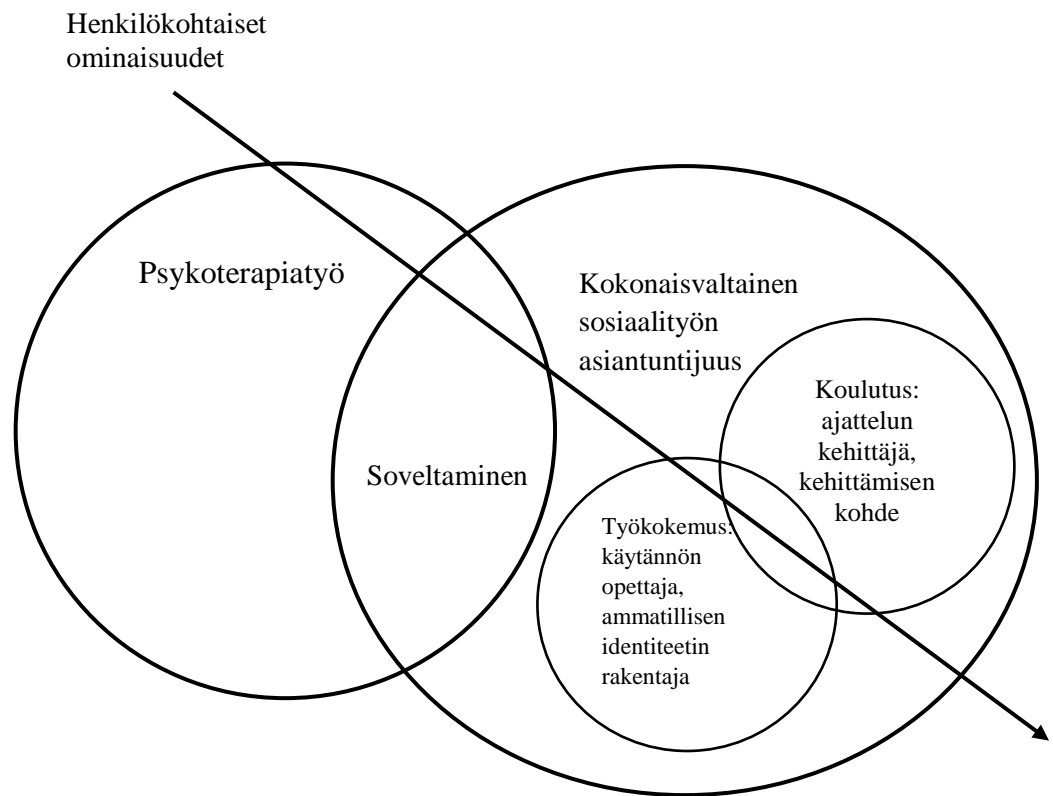 Henkilökohtaiset
ominaisuudet
Psykoterapiatyö
Kokonaisvaltainen
sosiaalityön
asiantuntijuus
Soveltaminen
Koulutus:
ajattelun
kehittäjä,
kehittämisen
kohde
Työkokemus:
käytännön
opettaja,
ammatillisen
identiteetin
rakentaja